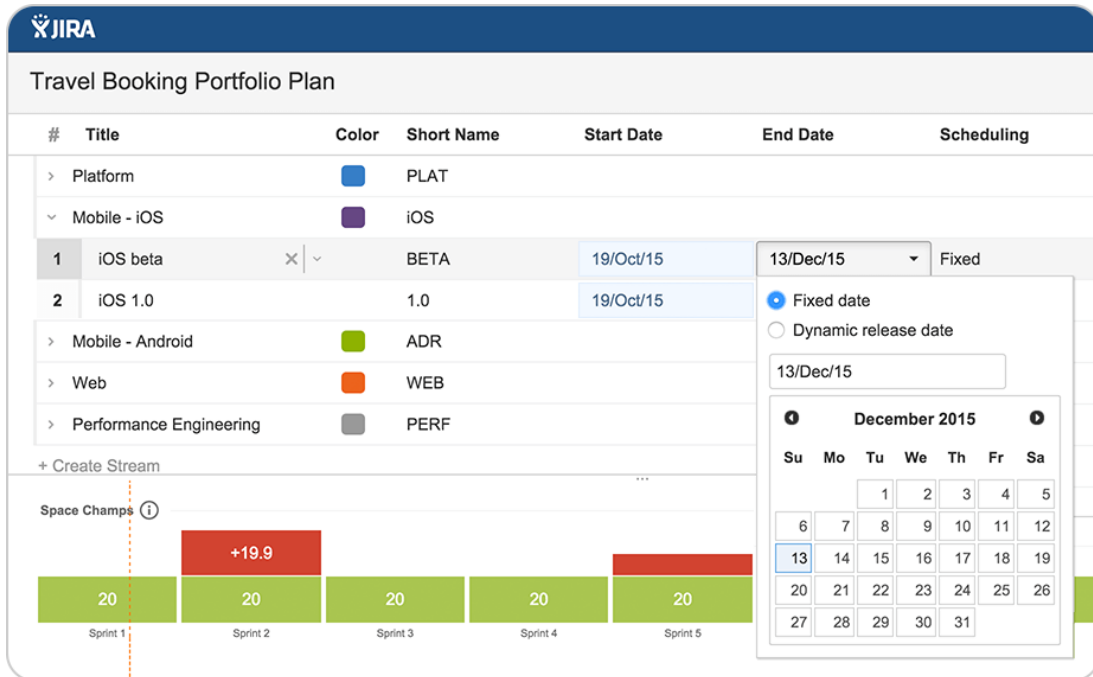 JIRA
Travel Booking Portfolio Plan
# Title Color Short Name Start Date End Date Scheduling
Platform PLAT
Mobile - iOS iOS
1 iOS beta BETA 19/Oct/15 13/Dec/15 Fixed
2 iOS 1.0 1.0 19/Oct/15
Fixed date
Dynamic release date
13/Dec/15
Mobile - Android ADR
Web WEB
Performance Engineering PERF
+ Create Stream
December 2015
Su Mo Tu We Th Fr Sa
1 2 3 4 5
6 7 8 9 10 11 12
13 14 15 16 17 18 19
20 21 22 23 24 25 26
27 28 29 30 31
...
Space Champs i
+19.9
20 20 20 20 20
Sprint 1 Sprint 2 Sprint 3 Sprint 4 Sprint 5